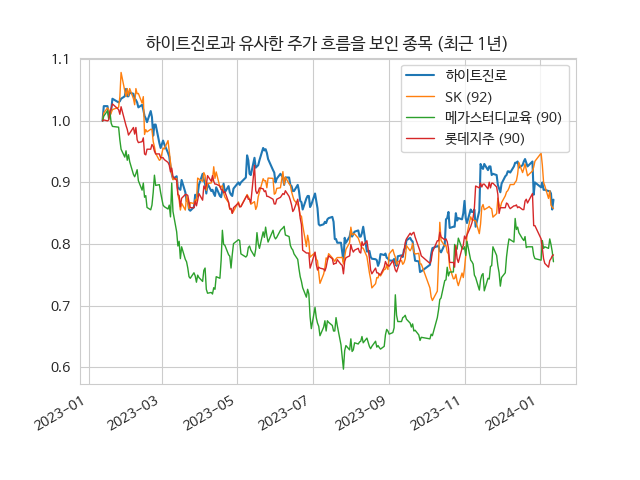 하이트진로과 유사한 주가 흐름을 보인 종목 (최근 1년)
하이트진로
SK (92)
메가스터디교육 (90)
롯데지주 (90)
1.1
1.0
0.9
0.8
0.7
0.6
2023-01
2023-03
2023-05
2023-07
2023-09
2023-11
2024-01